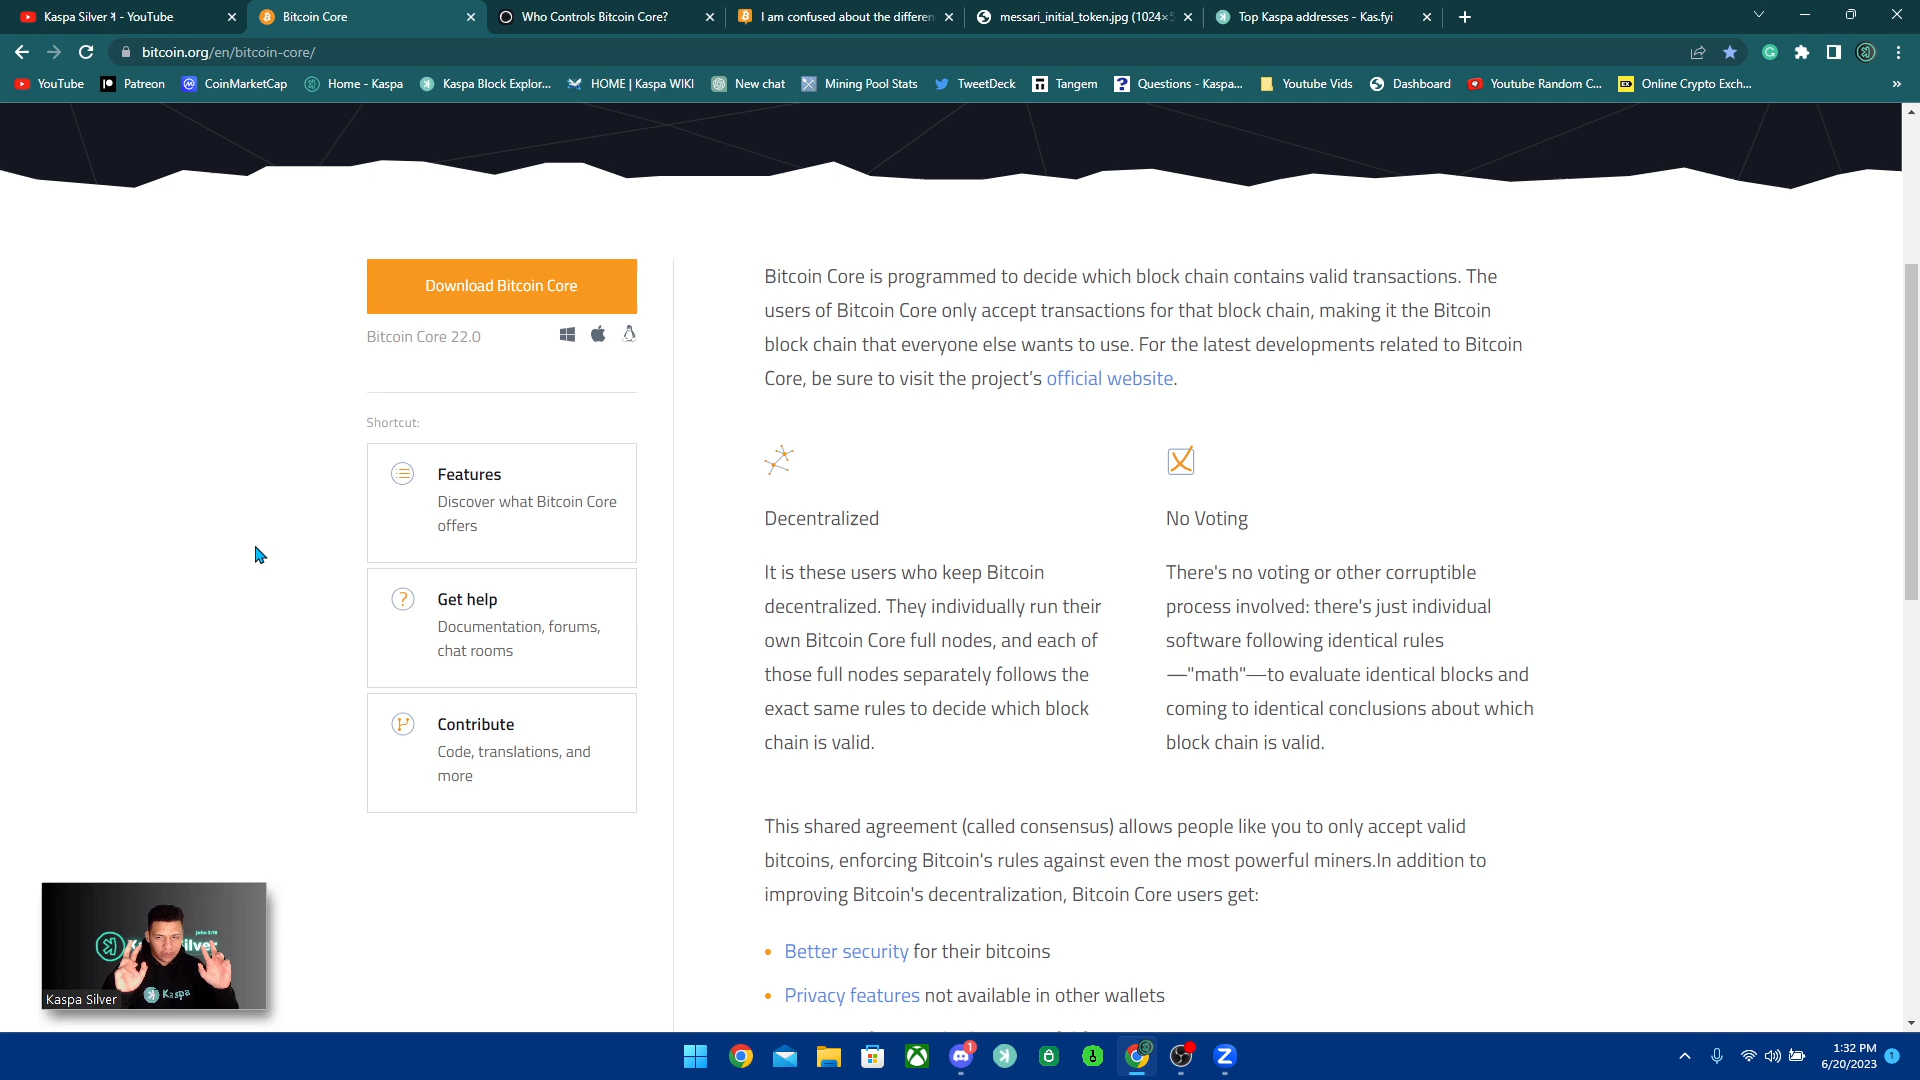 Kaspa Silver - YouTube
Bitcoin Core
Who Controls Bitcoin Core?
I am confused about the differen
messari_initial_token.jpg (1024×
Top Kaspa addresses - Kas.fyi
bitcoin.org/en/bitcoin-core/
YouTube
Patreon
CoinMarketCap
Home - Kaspa
Kaspa Block Explor...
HOME | Kaspa WIKI
New chat
Mining Pool Stats
TweetDeck
Tangem
Questions - Kaspa...
Youtube Vids
Dashboard
Youtube Random C...
Online Crypto Exch...
Download Bitcoin Core
Bitcoin Core 22.0
Shortcut:
Features
Discover what Bitcoin Core
offers
Get help
Documentation, forums,
chat rooms
Contribute
Code, translations, and
more
Bitcoin Core is programmed to decide which block chain contains valid transactions. The
users of Bitcoin Core only accept transactions for that block chain, making it the Bitcoin
block chain that everyone else wants to use. For the latest developments related to Bitcoin
Core, be sure to visit the project's official website.
Decentralized
It is these users who keep Bitcoin
decentralized. They individually run their
own Bitcoin Core full nodes, and each of
those full nodes separately follows the
exact same rules to decide which block
chain is valid.
No Voting
There's no voting or other corruptible
process involved: there's just individual
software following identical rules
—"math"—to evaluate identical blocks and
coming to identical conclusions about which
block chain is valid.
This shared agreement (called consensus) allows people like you to only accept valid
bitcoins, enforcing Bitcoin's rules against even the most powerful miners.In addition to
improving Bitcoin's decentralization, Bitcoin Core users get:
• Better security for their bitcoins
• Privacy features not available in other wallets
John 3:16
Kaspa
Kaspa Silver
1:32 PM
6/20/2023